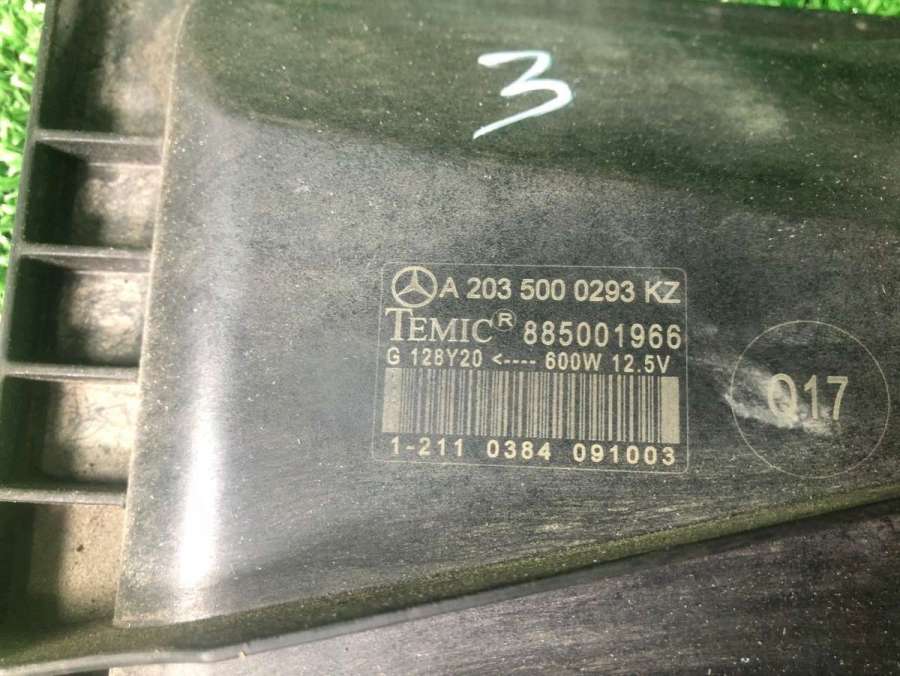 3
A 203 500 0293 KZ
TEMIC® 885001966
G 128Y20 <---- 600W 12.5V
Q17
1-211 0384 091003